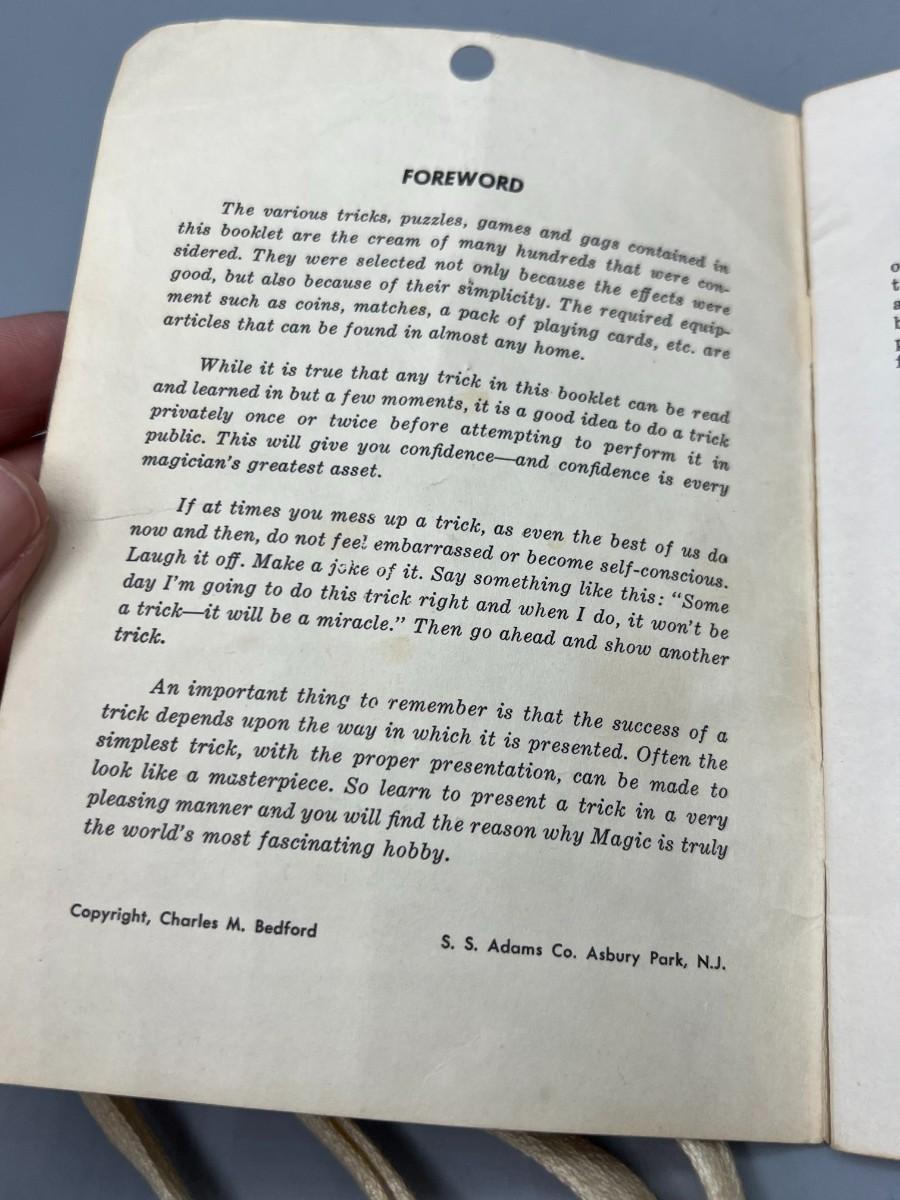 FOREWORD
The various tricks, puzzles, games and gags contained in
this booklet are the cream of many hundreds that were con-
sidered. They were selected not only because the effects were
good, but also because of their simplicity. The required equip-
ment such as coins, matches, a pack of playing cards, etc. are
articles that can be found in almost any home.
While it is true that any trick in this booklet can be read
and learned in but a few moments, it is a good idea to do a trick
privately once or twice before attempting to perform it in
public. This will give you confidence—and confidence is every
magician's greatest asset.
If at times you mess up a trick, as even the best of us do
now and then, do not feel embarrassed or become self-conscious.
Laugh it off. Make a joke of it. Say something like this: "Some
day I'm going to do this trick right and when I do, it won't be
a trick—it will be a miracle." Then go ahead and show another
trick.
An important thing to remember is that the success of a
trick depends upon the way in which it is presented. Often the
simplest trick, with the proper presentation, can be made to
look like a masterpiece. So learn to present a trick in a very
pleasing manner and you will find the reason why Magic is truly
the world's most fascinating hobby.
Copyright, Charles M. Bedford
S. S. Adams Co. Asbury Park, N.J.